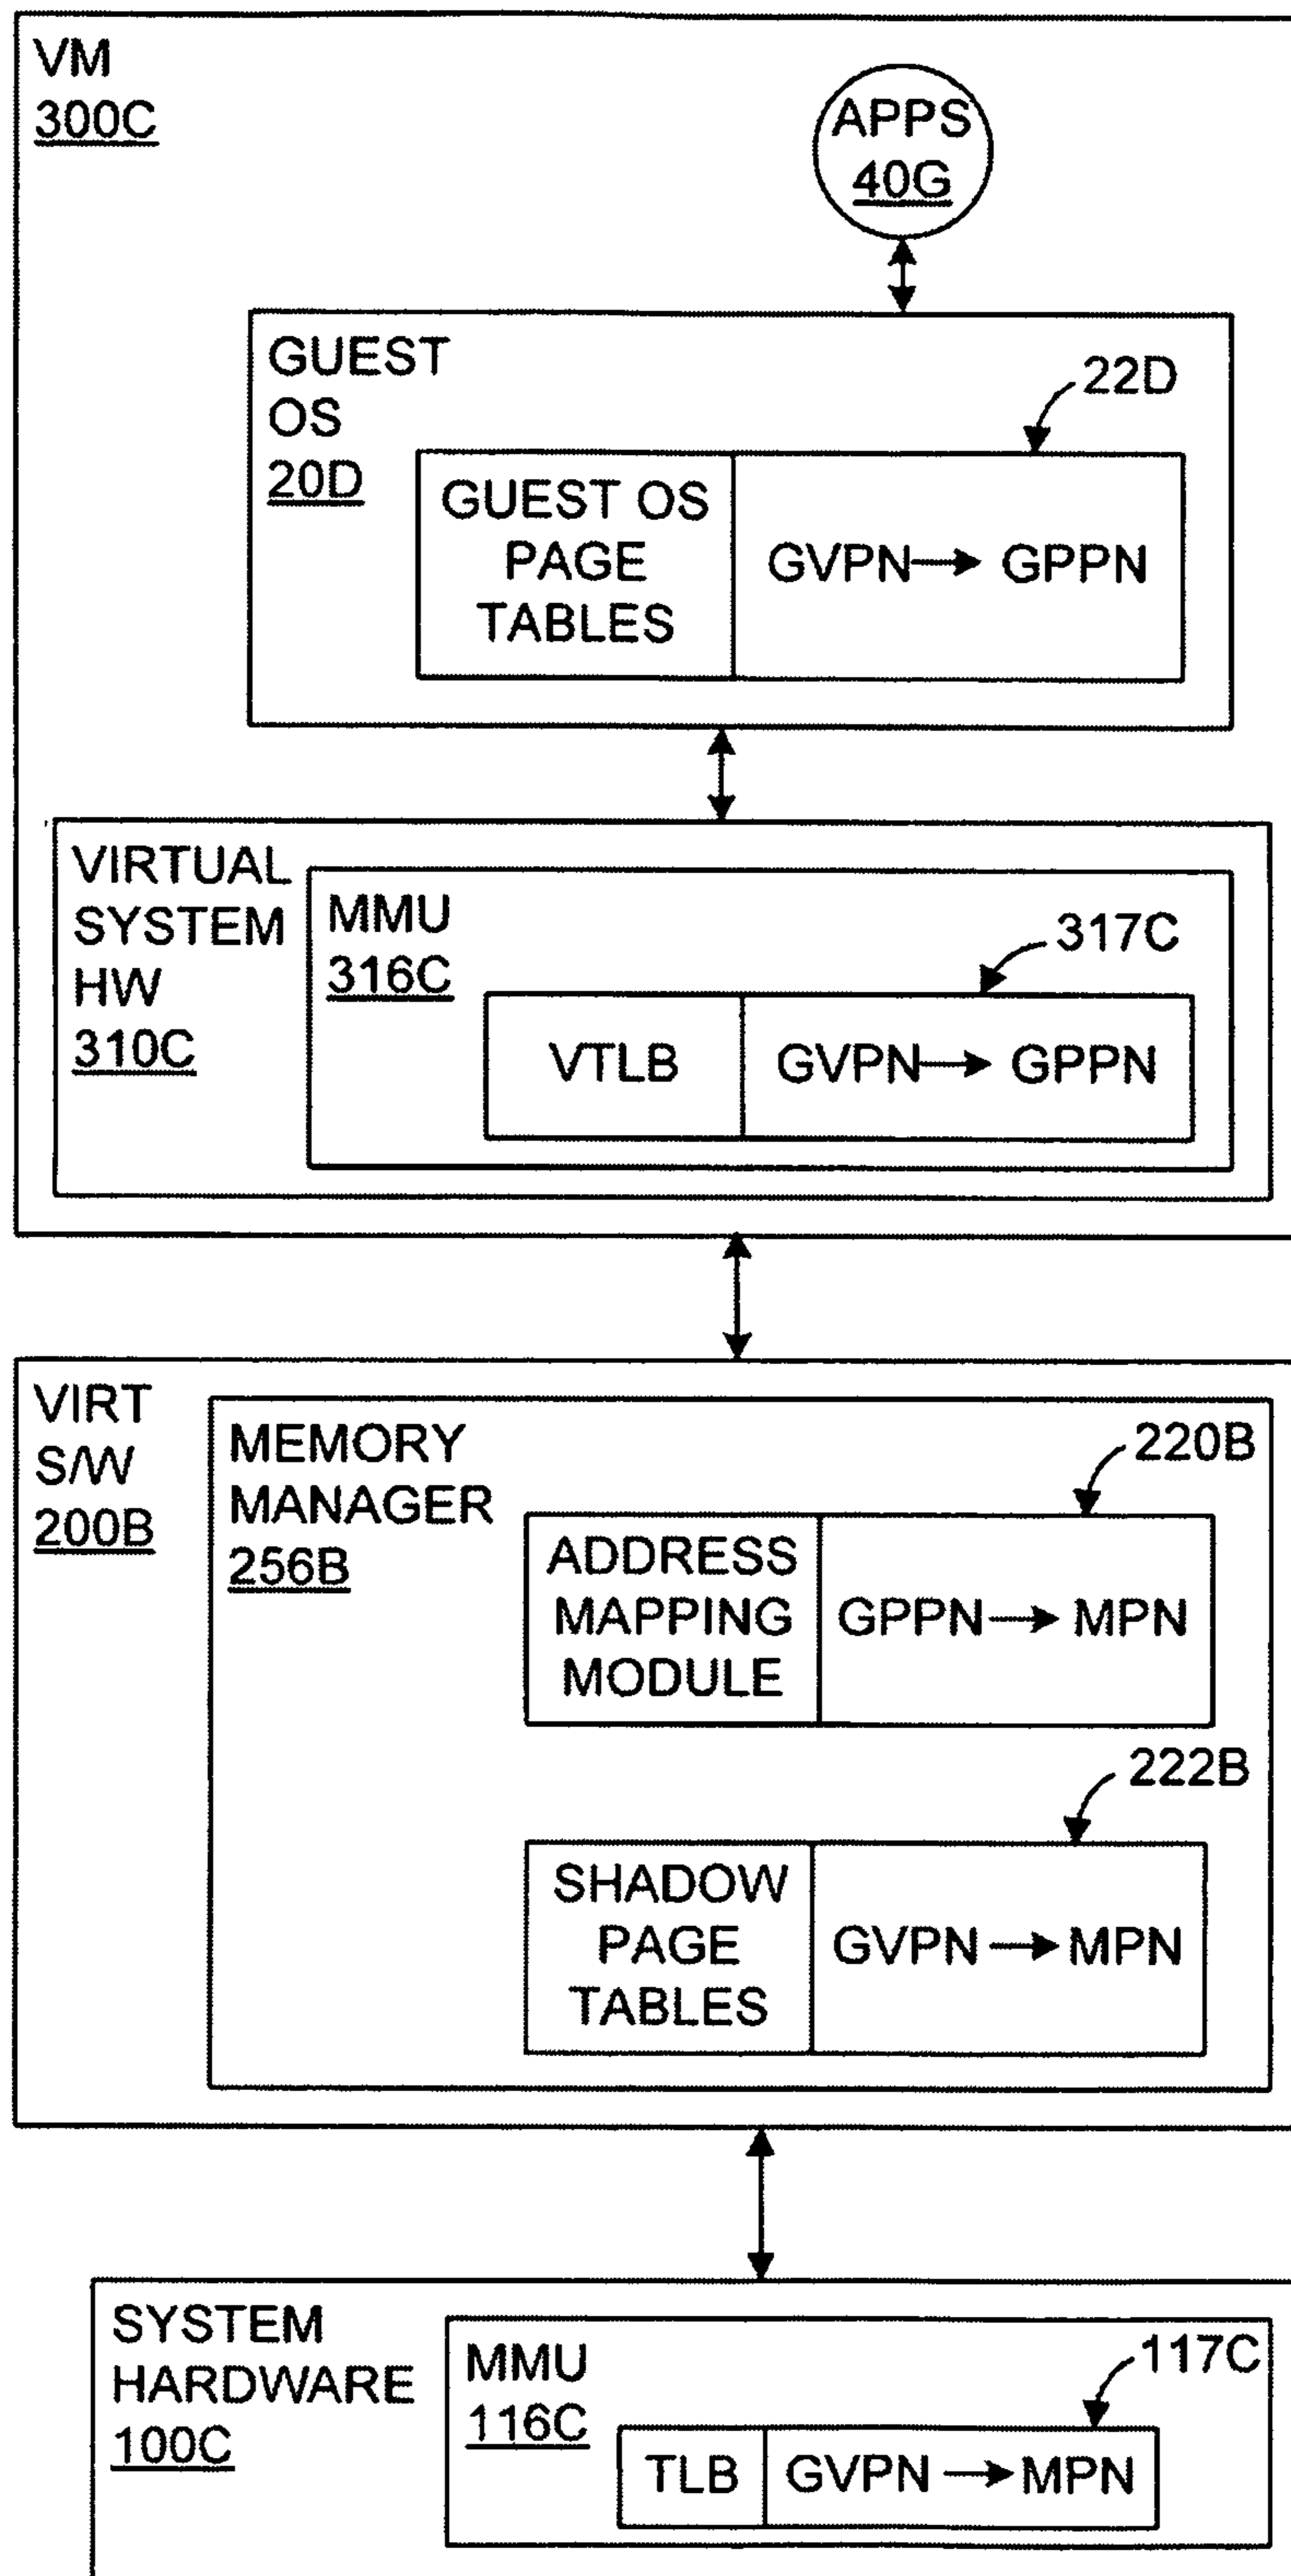 VM
300C
APPS
40G
GUEST
OS
20D
22D
GUEST OS
PAGE
TABLES
GVPN → GPPN
VIRTUAL
SYSTEM
HW
310C
MMU
316C
317C
VTLB
GVPN → GPPN
VIRT
S/W
200B
MEMORY
MANAGER
256B
220B
ADDRESS
MAPPING
MODULE
GPPN → MPN
222B
SHADOW
PAGE
TABLES
GVPN → MPN
SYSTEM
HARDWARE
100C
MMU
116C
117C
TLB
GVPN → MPN